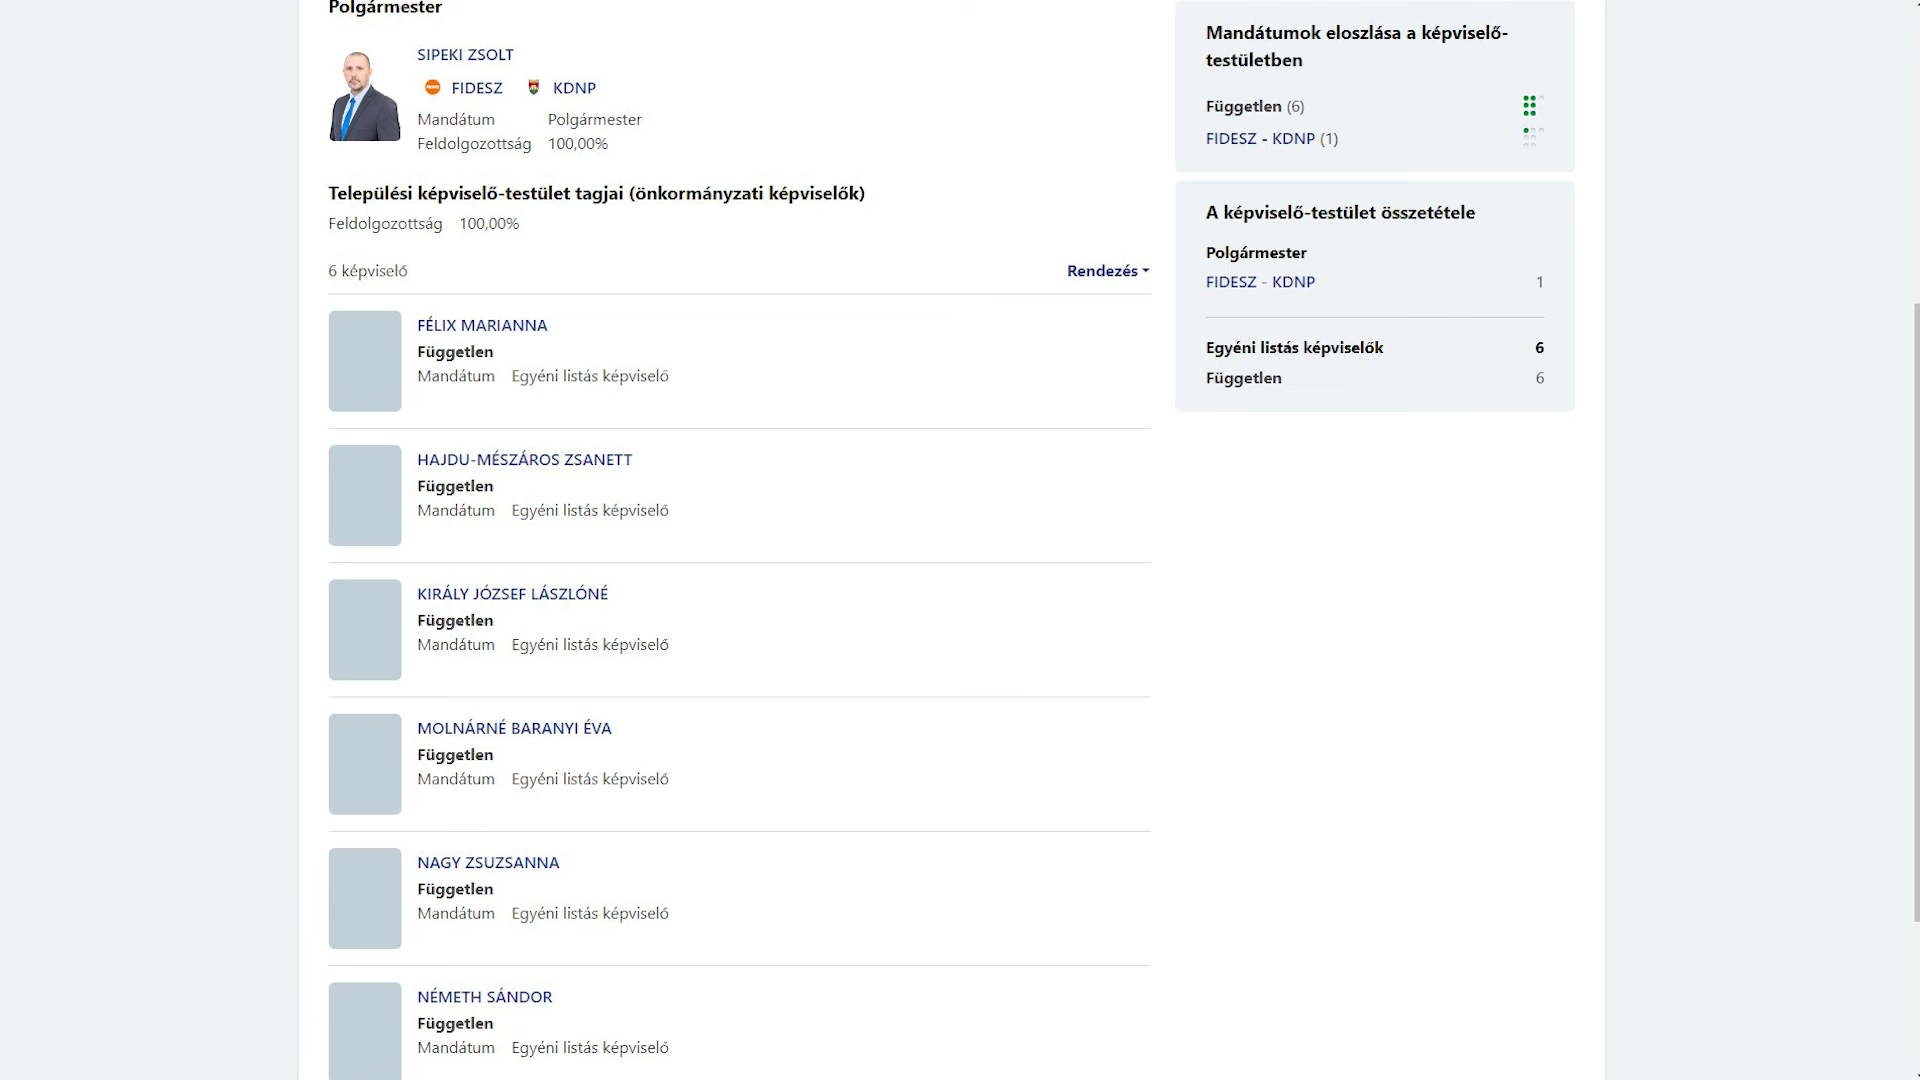 Polgármester
SIPEKI ZSOLT
FIDESZ KDNP
Mandátum Polgármester
Feldolgozottság 100,00%
Települési képviselő-testület tagjai (önkormányzati képviselők)
Feldolgozottság 100,00%
6 képviselő Rendezés
FÉLIX MARIANNA
Független
Mandátum Egyéni listás képviselő
HAJDU-MÉSZÁROS ZSANETT
Független
Mandátum Egyéni listás képviselő
KIRÁLY JÓZSEF LÁSZLÓNÉ
Független
Mandátum Egyéni listás képviselő
MOLNÁRNÉ BARANYI ÉVA
Független
Mandátum Egyéni listás képviselő
NAGY ZSUZSANNA
Független
Mandátum Egyéni listás képviselő
NÉMETH SÁNDOR
Független
Mandátum Egyéni listás képviselő
Mandátumok eloszlása a képviselő-
testületben
Független (6)
FIDESZ - KDNP (1)
A képviselő-testület összetétele
Polgármester
FIDESZ - KDNP 1
Egyéni listás képviselők 6
Független 6